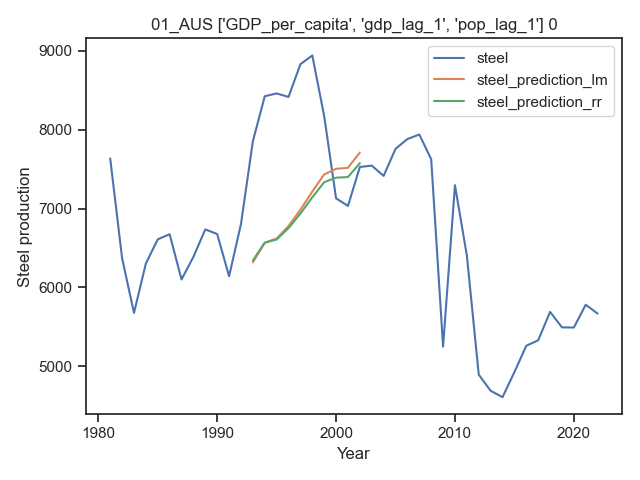 01_AUS ['GDP_per_capita', 'gdp_lag_1', 'pop_lag_1'] 0
steel
steel_prediction_lm
steel_prediction_rr
Steel production
9000
8000
7000
6000
5000
1980
1990
2000
2010
2020
Year